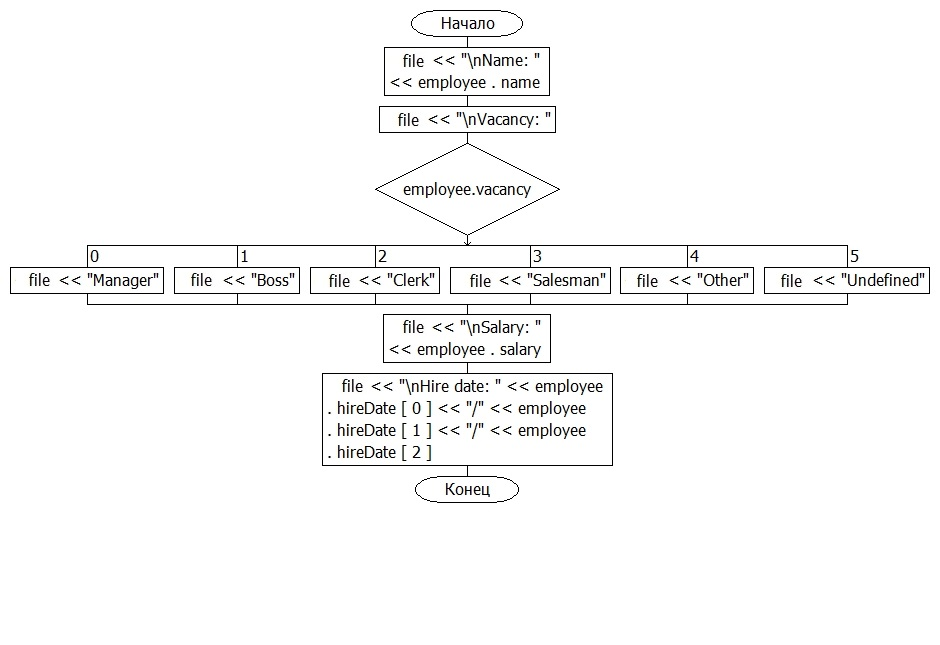 Начало
file << "\nName: "
<< employee . name
file << "\nVacancy: "
employee.vacancy
0 1 2 3 4 5
file << "Manager" file << "Boss" file << "Clerk" file << "Salesman" file << "Other" file << "Undefined"
file << "\nSalary: "
<< employee . salary
file << "\nHire date: " << employee
. hireDate [ 0 ] << "/" << employee
. hireDate [ 1 ] << "/" << employee
. hireDate [ 2 ]
Конец